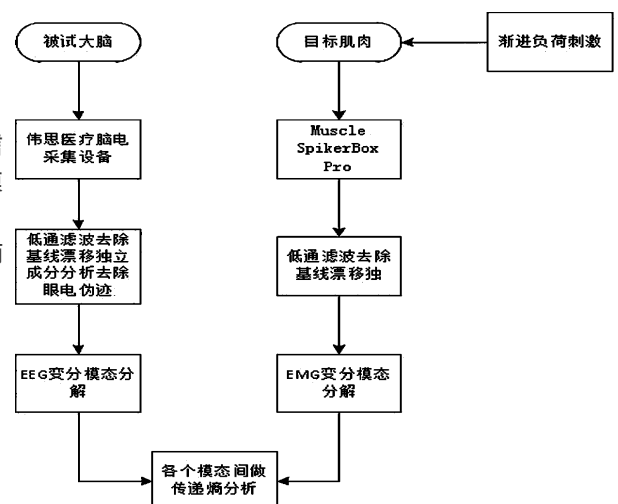 被试大脑
目标肌肉
渐进负荷刺激
伟思医疗脑电
采集设备
Muscle
SpikerBox
Pro
低通滤波去除
基线漂移独立
成分分析去除
眼电伪迹
低通滤波去除
基线漂移独
EEG变分模态分
解
EMG变分模态
分解
各个模态间做
传递熵分析